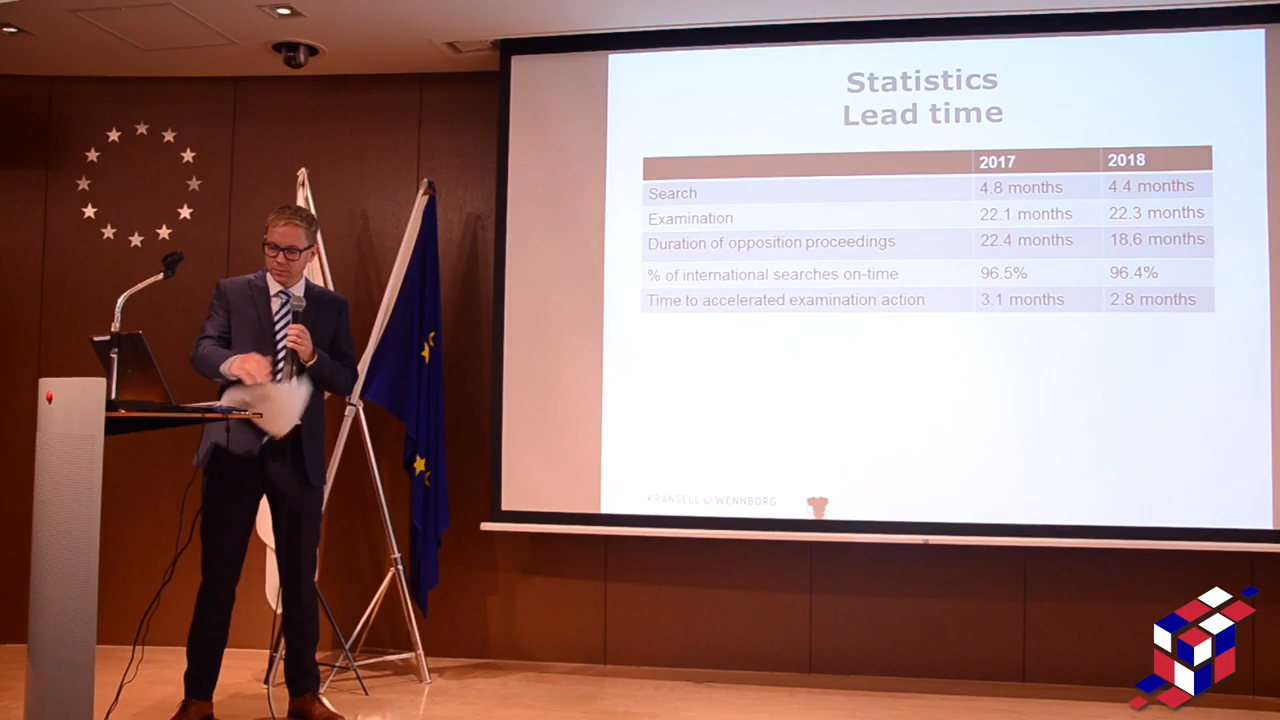 Statistics
Lead time
2017 2018
Search 4.8 months 4.4 months
Examination 22.1 months 22.3 months
Duration of opposition proceedings 22.4 months 18.6 months
% of international searches on-time 96.5% 96.4%
Time to accelerated examination action 3.1 months 2.8 months
KRANSELL & WENNBORG